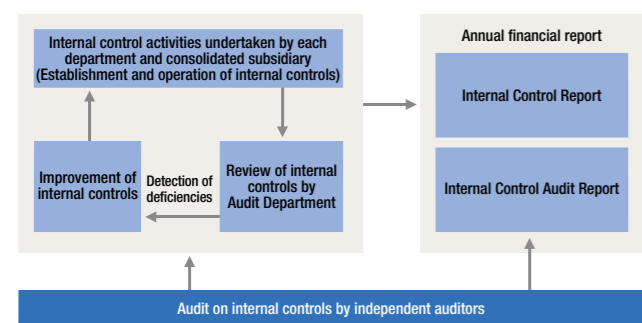 Internal control activities undertaken by each
department and consolidated subsidiary
(Establishment and operation of internal controls)
Improvement of
internal controls
Detection of
deficiencies
Review of internal
controls by
Audit Department
Annual financial report
Internal Control Report
Internal Control Audit Report
Audit on internal controls by independent auditors